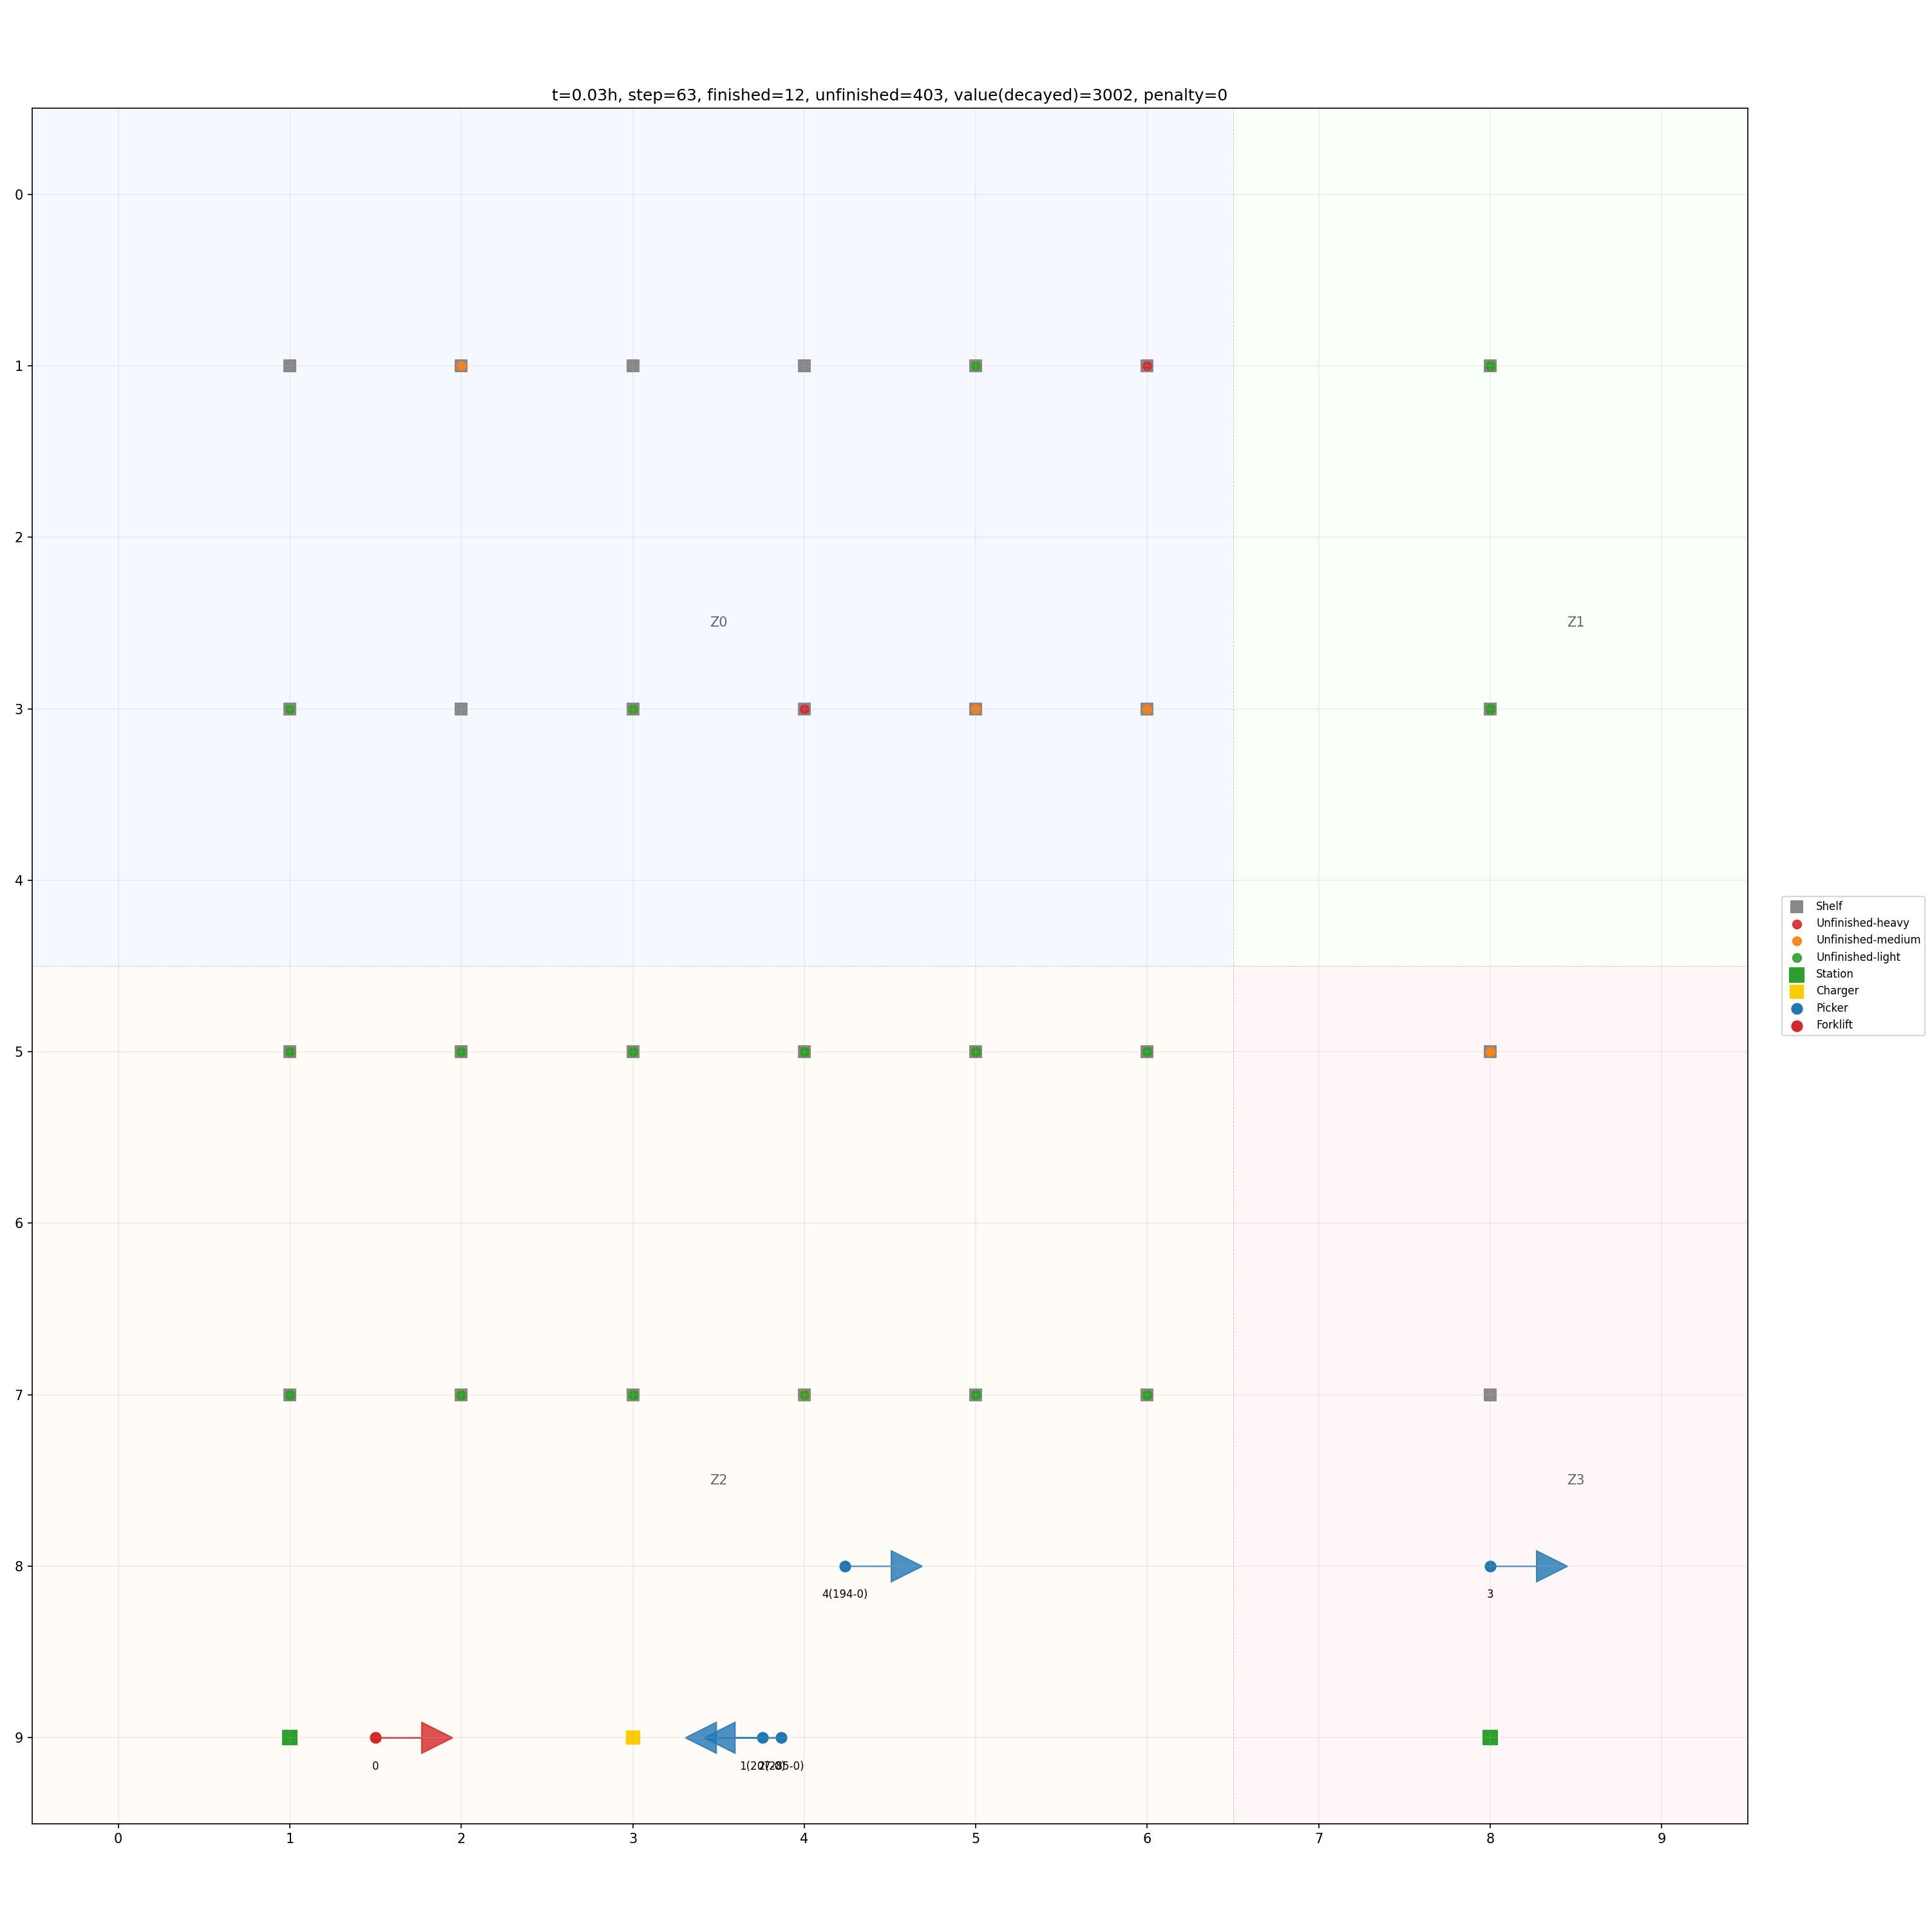 t=0.03h, step=63, finished=12, unfinished=403, value(decayed)=3002, penalty=0
0
1
2
Z0
Z1
3
4
Shelf
Unfinished-heavy
Unfinished-medium
Unfinished-light
Station
Charger
Picker
Forklift
5
6
7
Z2
Z3
8
4(194-0)
3
9
0
0
1
2
3
4
5
6
7
8
9